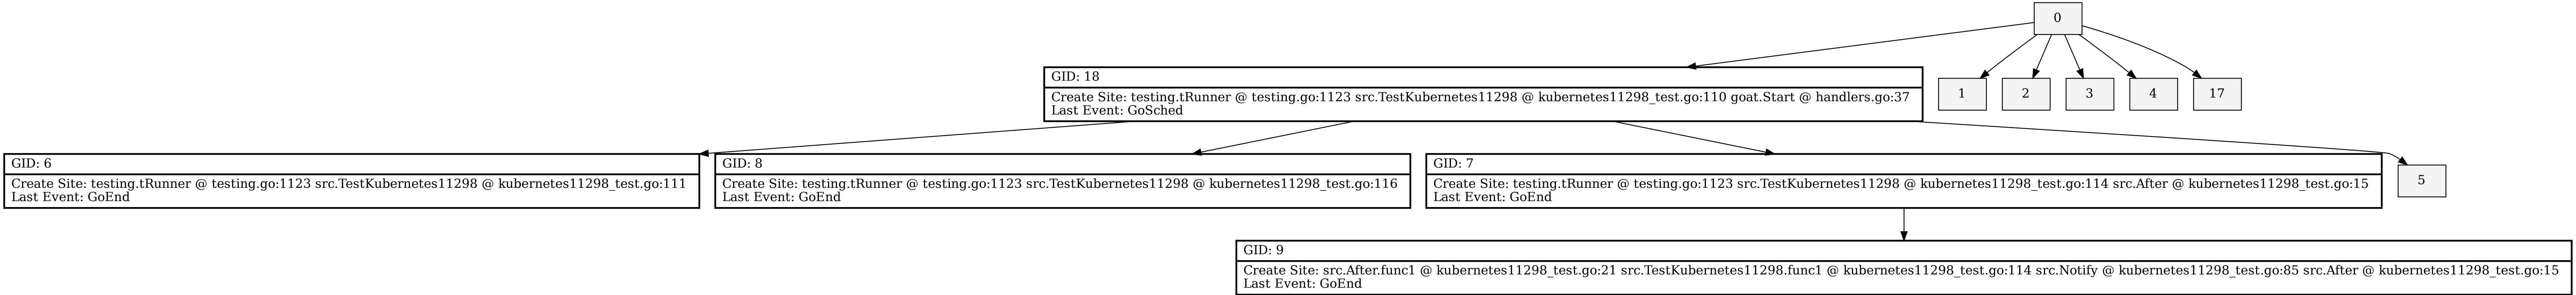 0
GID: 18
Create Site: testing.tRunner @ testing.go:1123 src.TestKubernetes11298 @ kubernetes11298_test.go:110 goat.Start @ handlers.go:37
Last Event: GoSched
1
2
3
4
17
GID: 6
Create Site: testing.tRunner @ testing.go:1123 src.TestKubernetes11298 @ kubernetes11298_test.go:111
Last Event: GoEnd
GID: 8
Create Site: testing.tRunner @ testing.go:1123 src.TestKubernetes11298 @ kubernetes11298_test.go:116
Last Event: GoEnd
GID: 7
Create Site: testing.tRunner @ testing.go:1123 src.TestKubernetes11298 @ kubernetes11298_test.go:114 src.After @ kubernetes11298_test.go:15
Last Event: GoEnd
5
GID: 9
Create Site: src.After.func1 @ kubernetes11298_test.go:21 src.TestKubernetes11298.func1 @ kubernetes11298_test.go:114 src.Notify @ kubernetes11298_test.go:85 src.After @ kubernetes11298_test.go:15
Last Event: GoEnd